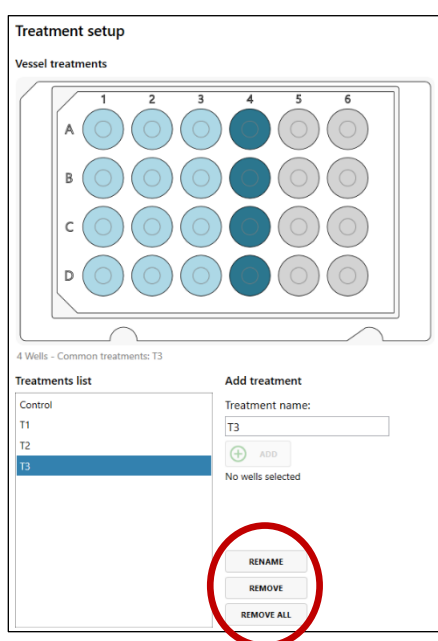 Treatment setup
Vessel treatments
1 2 3 4 5 6
A
B
C
D
4 Wells - Common treatments: T3
Treatments list
Control
T1
T2
T3
Add treatment
Treatment name:
T3
ADD
No wells selected
RENAME
REMOVE
REMOVE ALL